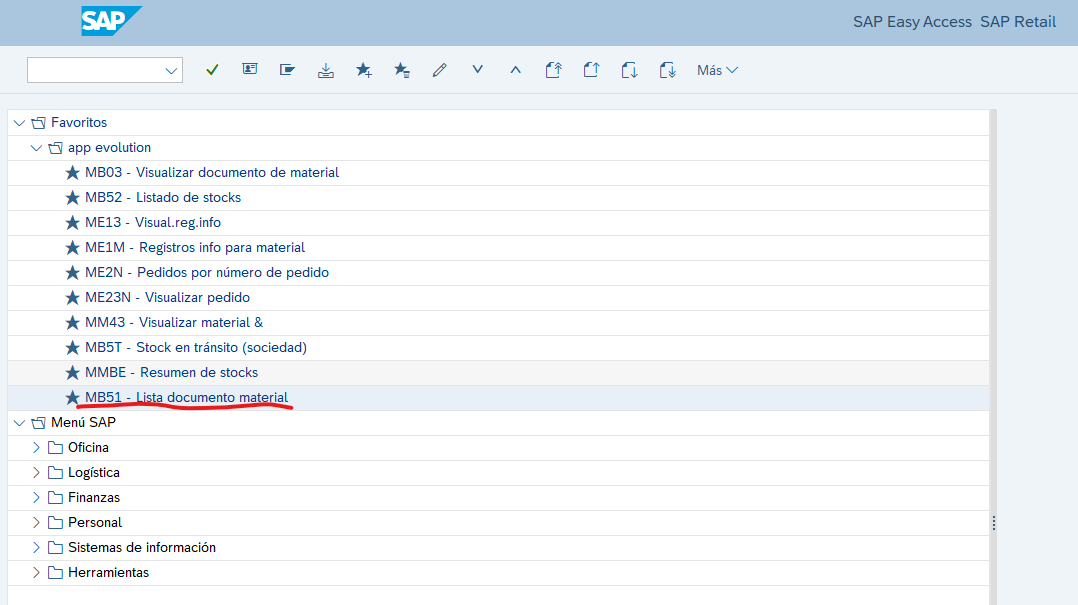 SAP
SAP Easy Access SAP Retail
Más
Favoritos
app evolution
MB03 - Visualizar documento de material
MB52 - Listado de stocks
ME13 - Visual.reg.info
ME1M - Registros info para material
ME2N - Pedidos por número de pedido
ME23N - Visualizar pedido
MM43 - Visualizar material &
MB5T - Stock en tránsito (sociedad)
MMBE - Resumen de stocks
MB51 - Lista documento material
Menú SAP
Oficina
Logística
Finanzas
Personal
Sistemas de información
Herramientas